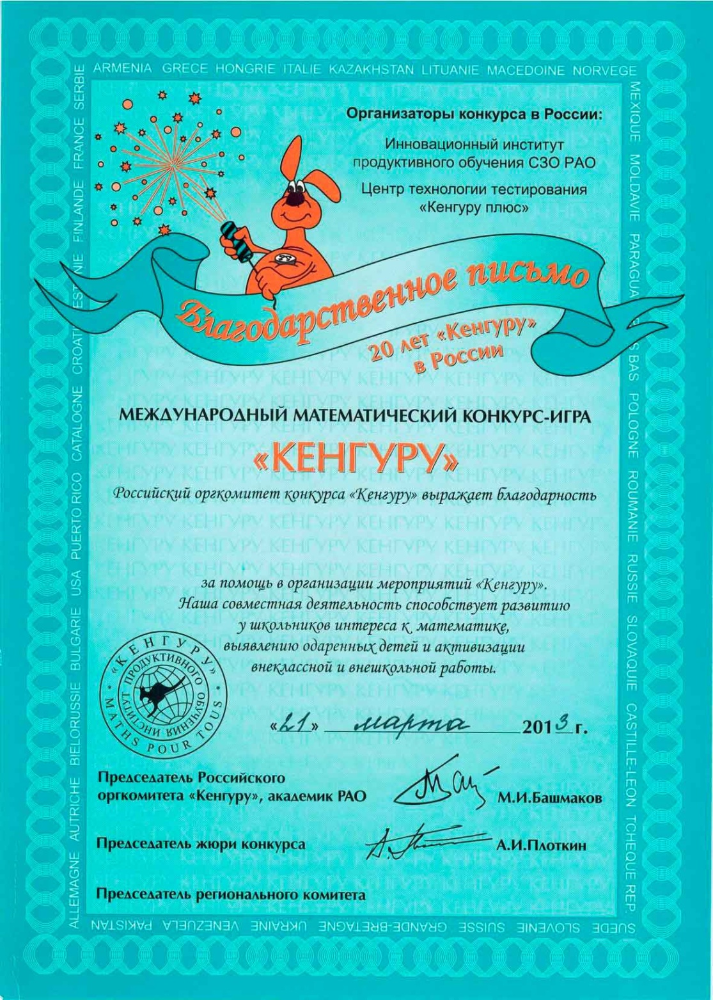 ARMENIA GRECE HONGRIE ITALIE KAZAKHSTAN LITUANIE MACEDOINE NORVEGE
Организаторы конкурса в России:
Инновационный институт
продуктивного обучения СЗО РАО
Центр технологии тестирования
«Кенгуру плюс»
Благодарственное письмо
20 лет «Кенгуру»
в России
МЕЖДУНАРОДНЫЙ МАТЕМАТИЧЕСКИЙ КОНКУРС-ИГРА
«КЕНГУРУ»
Российский оргкомитет конкурса «Кенгуру» выражает благодарность
за помощь в организации мероприятий «Кенгуру».
Наша совместная деятельность способствует развитию
у школьников интереса к математике,
выявлению одаренных детей и активизации
внеклассной и внешкольной работы.
«КЕНГУРУ» * MATHS POUR TOUS *
ИНСТИТУТ ПРОДУКТИВНОГО ОБУЧЕНИЯ
«21» марта 2013 г.
Председатель Российского
оргкомитета «Кенгуру», академик РАО
М.И.Башмаков
Председатель жюри конкурса
А.И.Плоткин
Председатель регионального комитета
ALLEMAGNE AUTRICHE BIELORUSSIE BULGARIE USA PUERTO RICO CATALOGNE CROATI EST NIE FINLANDE FRANCE SERBIE
MEXIQUE MOLDAVIE PARAGUA S BAS POLOGNE ROUMANIE RUSSIE SLOVAQUIE CASTILLE-LEON TCHEQUE REP.
SUEDE SLOVENIE SUISSE GRANDE-BRETAGNE UKRAINE VENEZUELA PAKISTAN